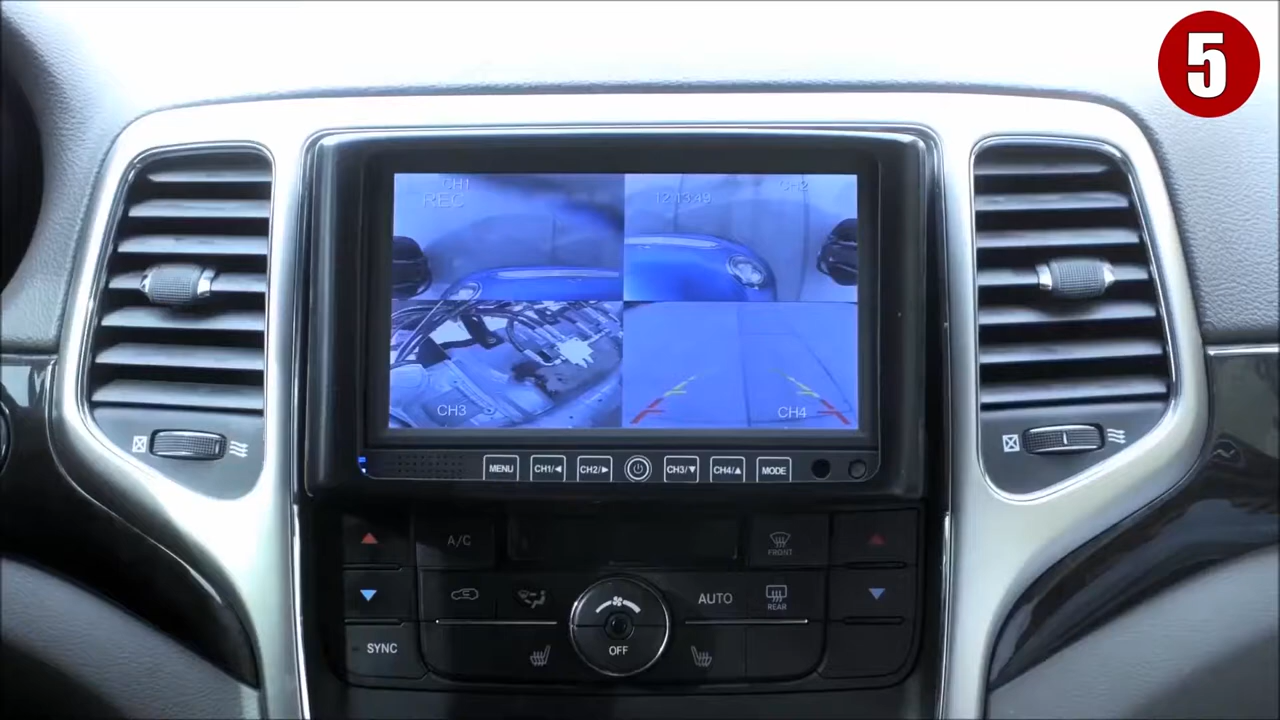 5
CH1
REC
CH2
12:13:49
CH3
CH4
MENU
CH1/◀
CH2/▶
CH3/▼
CH4/▲
MODE
A/C
FRONT
AUTO
REAR
SYNC
OFF